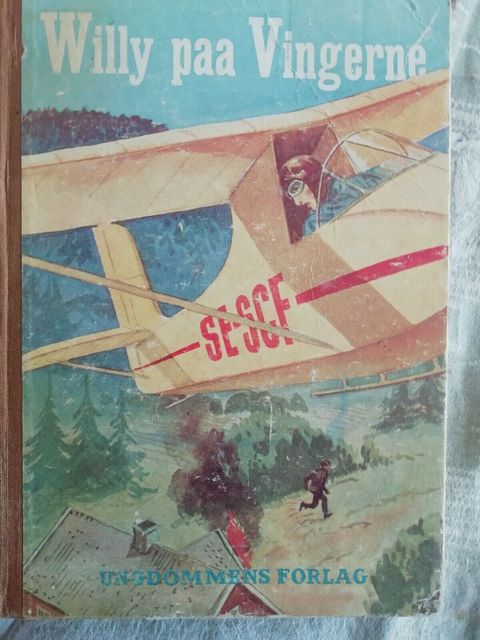 Willy paa Vingerne
SE-SCF
UNGDOMMENS FORLAG